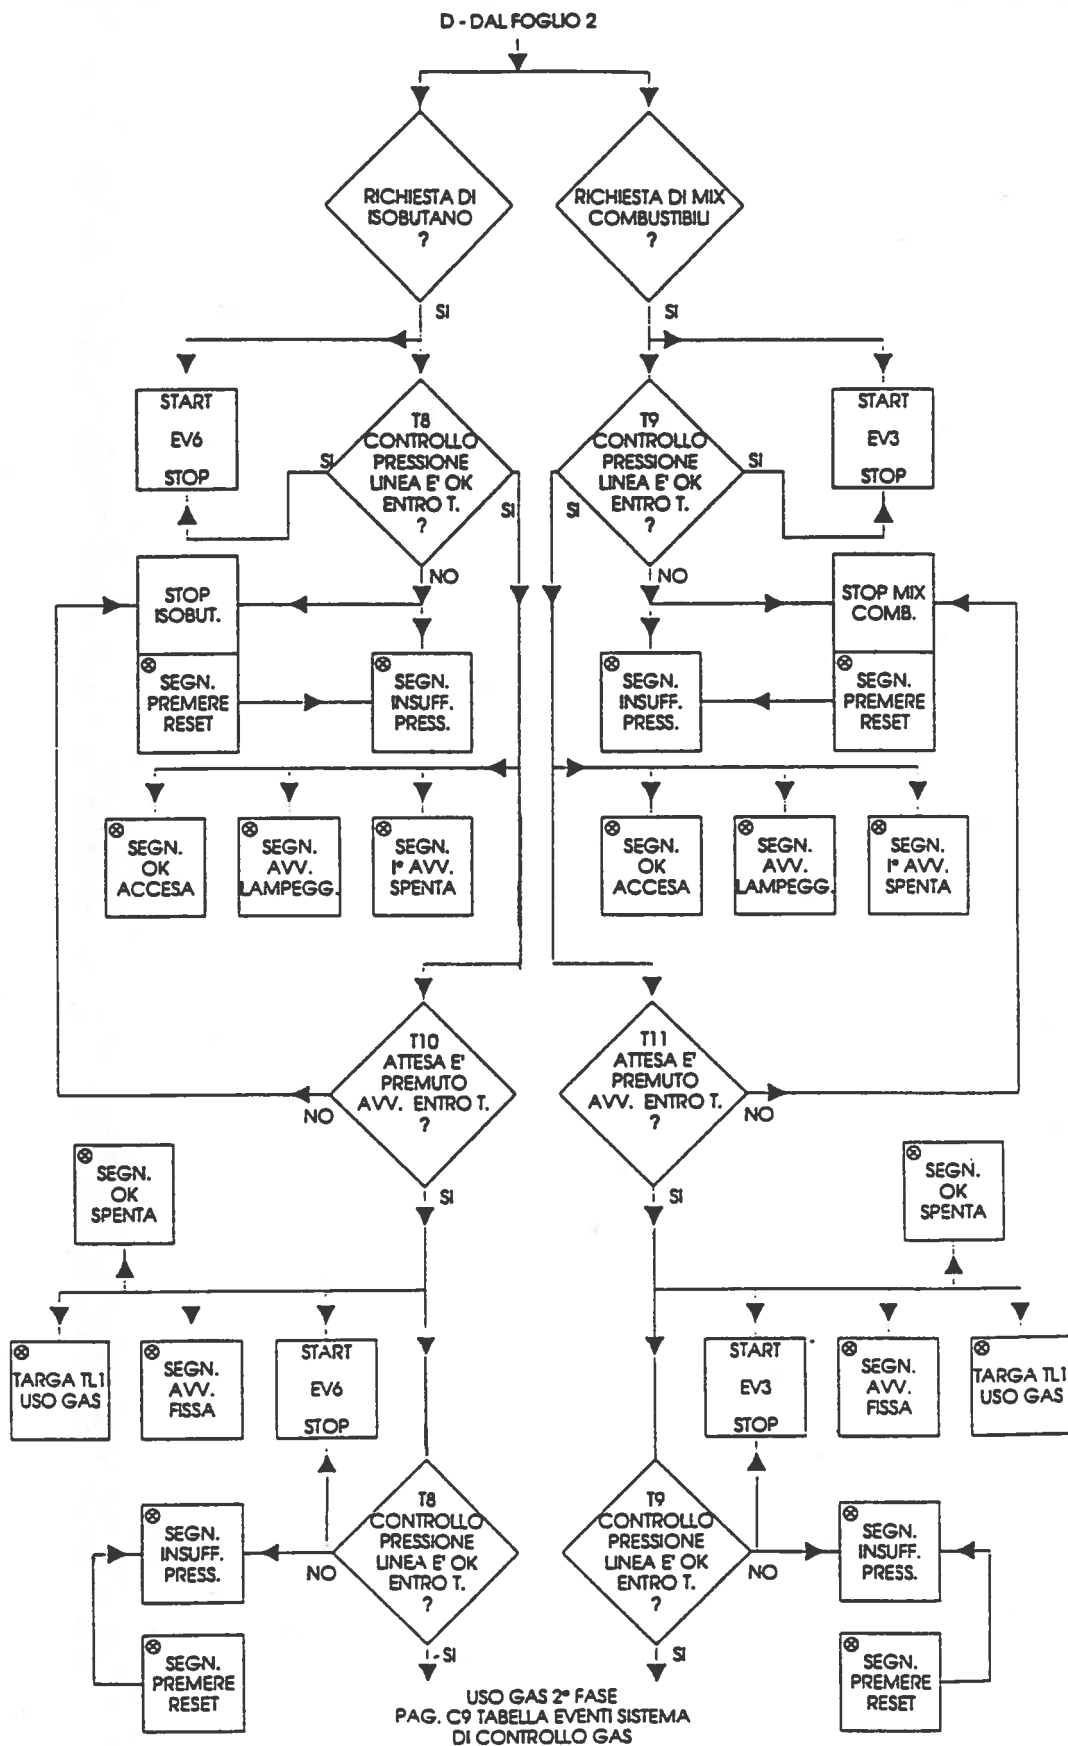 D - DAL FOGLIO 2
RICHIESTA DI
ISOBUTANO
?
RICHIESTA DI MIX
COMBUSTIBILI
?
SI
SI
START
EV6
STOP
T8
CONTROLLO
PRESSIONE
LINEA E' OK
ENTRO T.
?
SI
SI
T9
CONTROLLO
PRESSIONE
LINEA E' OK
ENTRO T.
?
SI
SI
START
EV3
STOP
NO
NO
STOP
ISOBUT.
STOP MIX
COMB.
SEGN.
PREMERE
RESET
SEGN.
INSUFF.
PRESS.
SEGN.
INSUFF.
PRESS.
SEGN.
PREMERE
RESET
SEGN.
OK
ACCESA
SEGN.
AVV.
LAMPEGG.
SEGN.
I° AVV.
SPENTA
SEGN.
OK
ACCESA
SEGN.
AVV.
LAMPEGG.
SEGN.
I° AVV.
SPENTA
T10
ATTESA E'
PREMUTO
AVV. ENTRO T.
?
NO
T11
ATTESA E'
PREMUTO
AVV. ENTRO T.
?
NO
SI
SI
SEGN.
OK
SPENTA
SEGN.
OK
SPENTA
TARGA TL1
USO GAS
SEGN.
AVV.
FISSA
START
EV6
STOP
START
EV3
STOP
SEGN.
AVV.
FISSA
TARGA TL1
USO GAS
SEGN.
INSUFF.
PRESS.
NO
T8
CONTROLLO
PRESSIONE
LINEA E' OK
ENTRO T.
?
T9
CONTROLLO
PRESSIONE
LINEA E' OK
ENTRO T.
?
NO
SEGN.
INSUFF.
PRESS.
SEGN.
PREMERE
RESET
SI
SI
SEGN.
PREMERE
RESET
USO GAS 2° FASE
PAG. C9 TABELLA EVENTI SISTEMA
DI CONTROLLO GAS